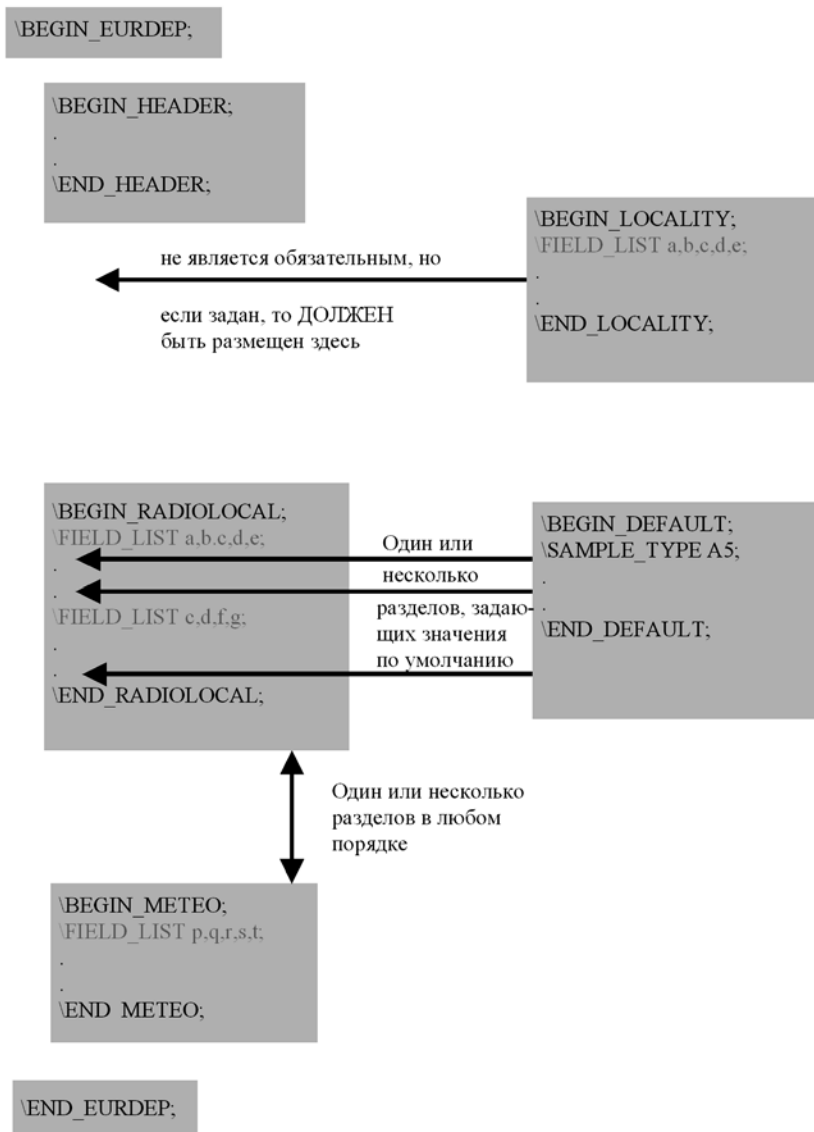 \BEGIN_EURDEP;
\BEGIN_HEADER;
.
.
\END_HEADER;
\BEGIN_LOCALITY;
\FIELD_LIST a,b,c,d,e;
.
.
\END_LOCALITY;
не является обязательным, но
если задан, то ДОЛЖЕН
быть размещен здесь
\BEGIN_RADIOLOCAL;
\FIELD_LIST a,b.c,d,e;
.
.
\FIELD_LIST c,d,f,g;
.
.
\END_RADIOLOCAL;
Один или
несколько
разделов, задаю-
щих значения
по умолчанию
\BEGIN_DEFAULT;
\SAMPLE_TYPE A5;
.
.
\END_DEFAULT;
Один или несколько
разделов в любом
порядке
\BEGIN_METEO;
\FIELD_LIST p,q,r,s,t;
.
.
\END_METEO;
\END_EURDEP;